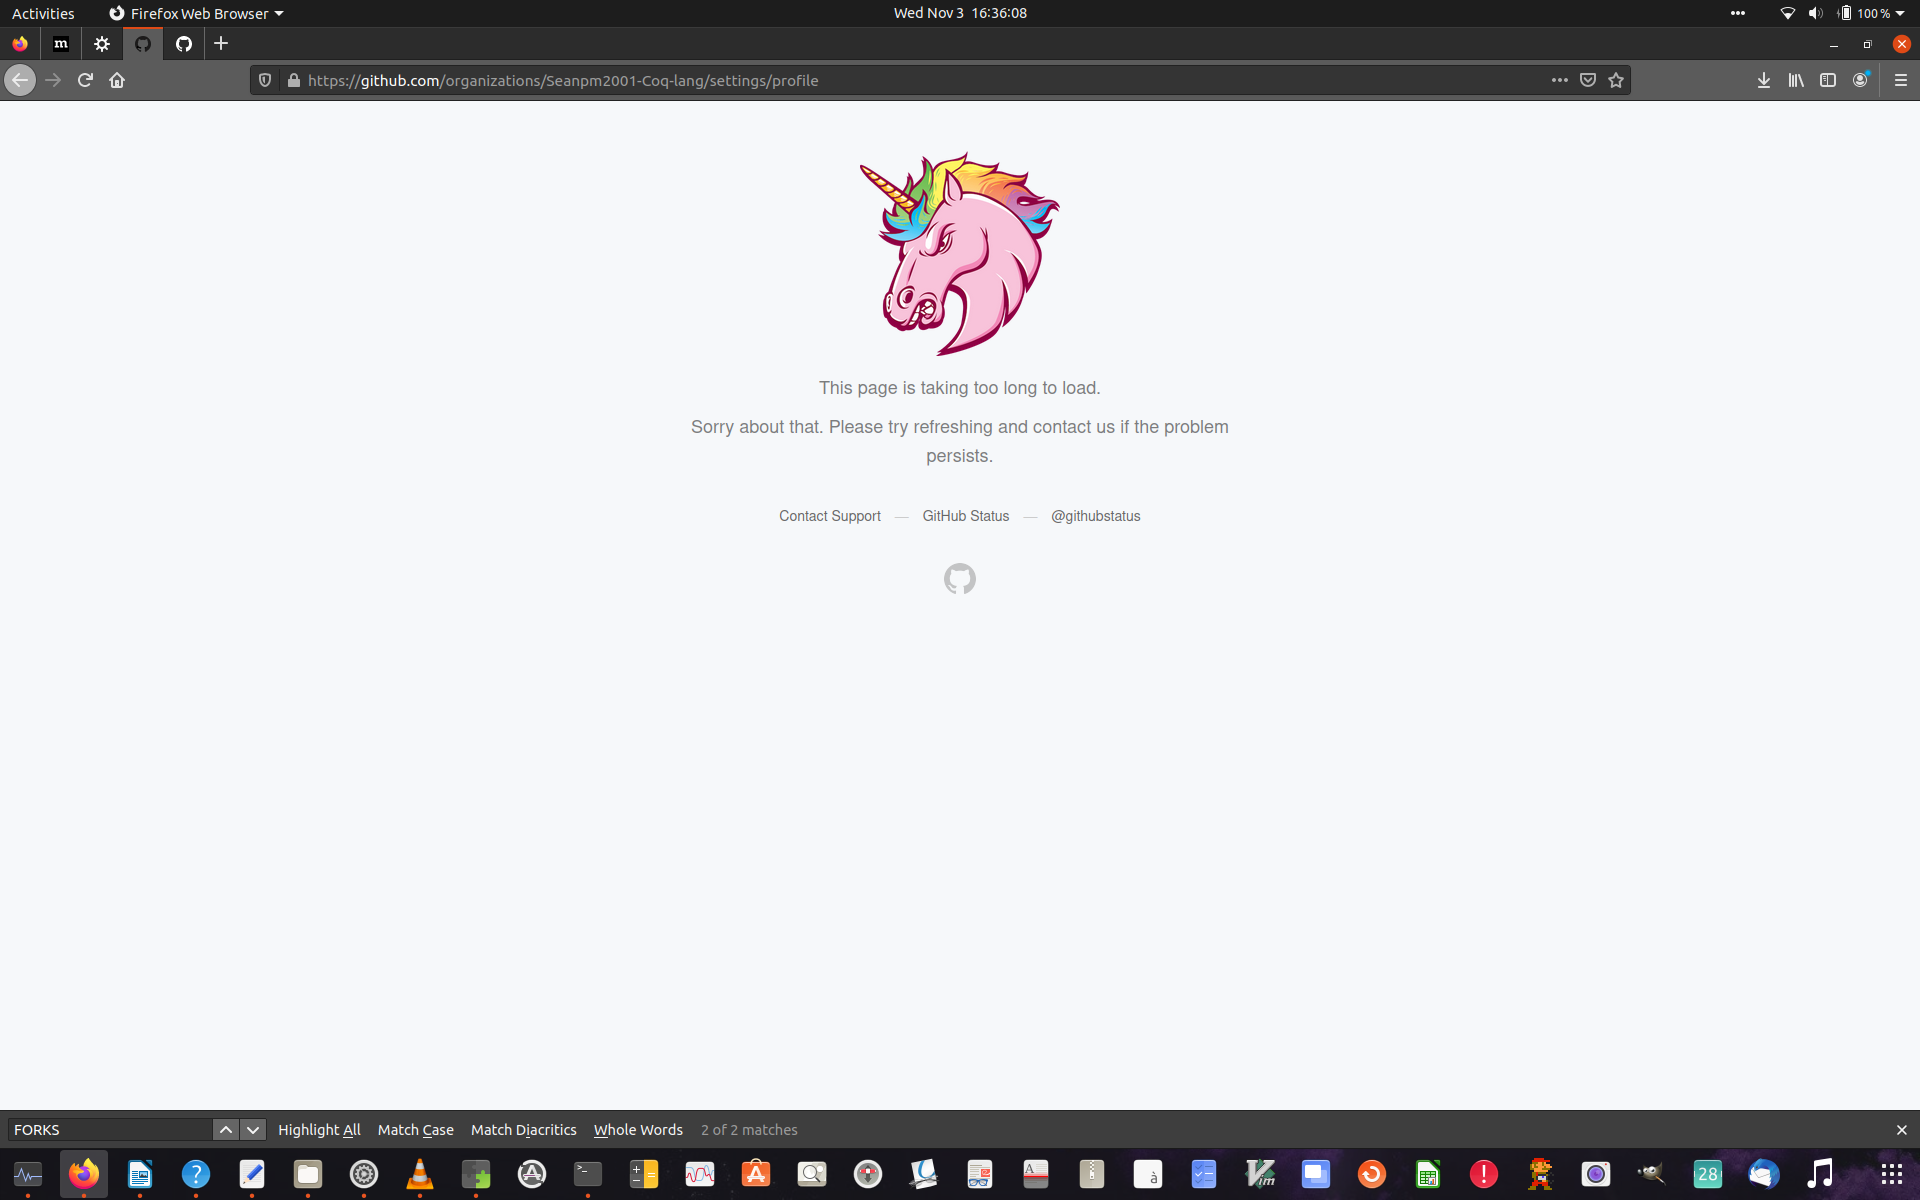 Activities
Firefox Web Browser
Wed Nov 3 16:36:08
100 %
m
https://github.com/organizations/Seanpm2001-Coq-lang/settings/profile
This page is taking too long to load.
Sorry about that. Please try refreshing and contact us if the problem
persists.
Contact Support — GitHub Status — @githubstatus
FORKS
Highlight All
Match Case
Match Diacritics
Whole Words
2 of 2 matches
?
>_
A
à
Vim
!
28